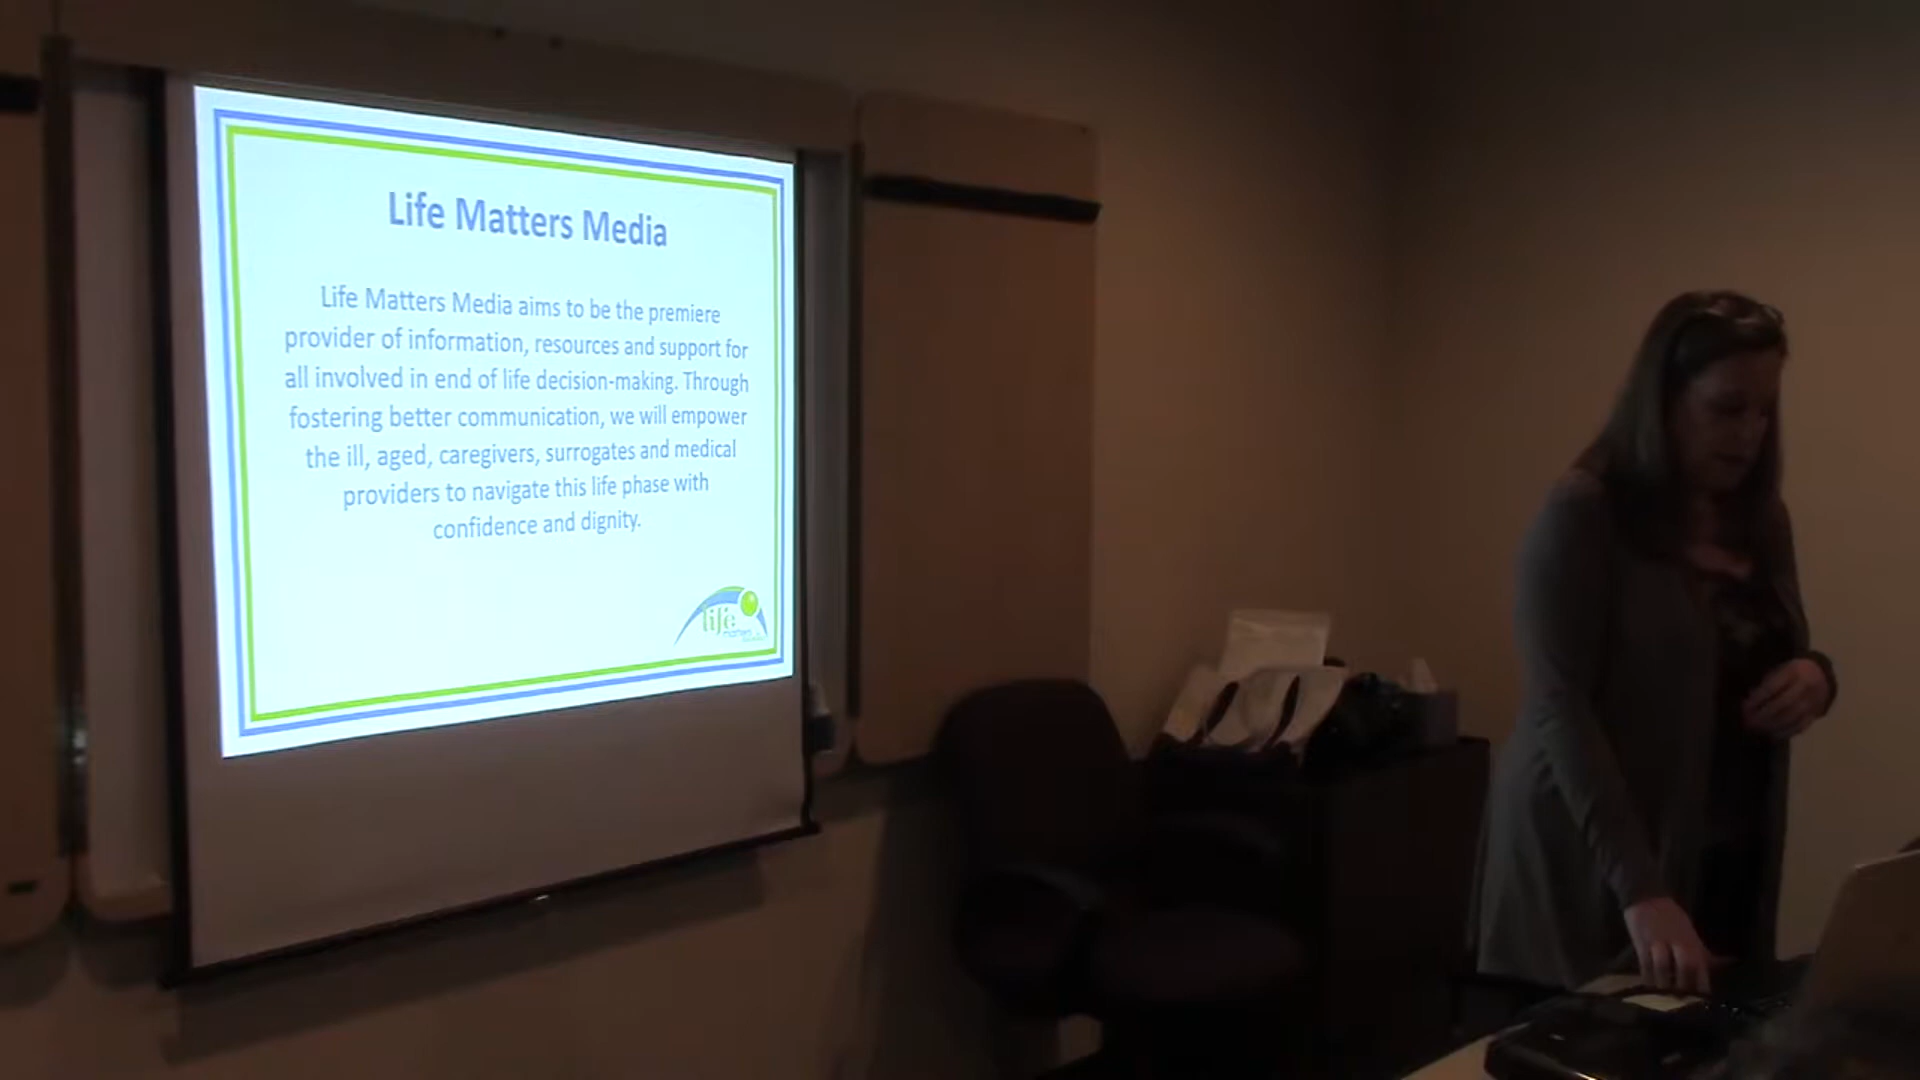 Life Matters Media
Life Matters Media aims to be the premiere
provider of information, resources and support for
all involved in end of life decision-making. Through
fostering better communication, we will empower
the ill, aged, caregivers, surrogates and medical
providers to navigate this life phase with
confidence and dignity.
life
matters